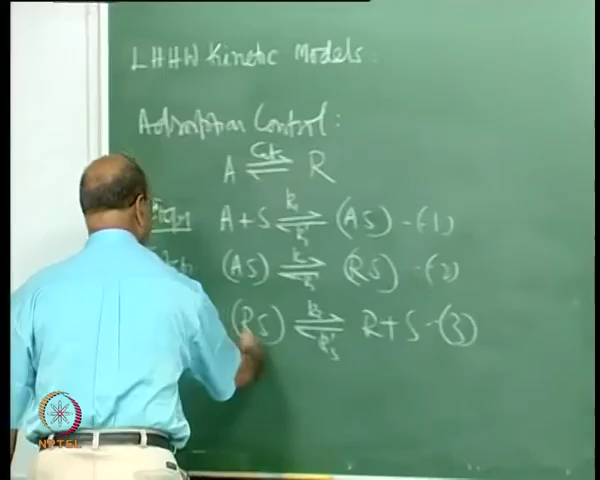 LHHW Kinetic Models.
Adsorption Control:
A ⇌ R
A+S ⇌ (AS) -(1)
(AS) ⇌ (RS) -(2)
(RS) ⇌ R+S -(3)
NPTEL